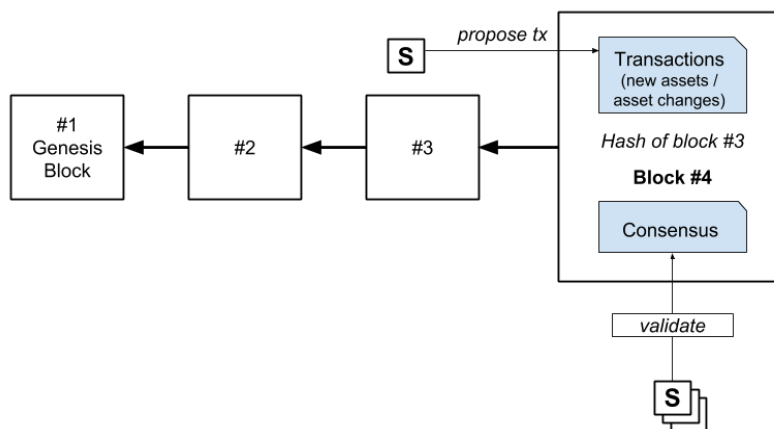 propose tx
S
Transactions
(new assets /
asset changes)
#1
Genesis
Block
#2
#3
Hash of block #3
Block #4
Consensus
validate
S